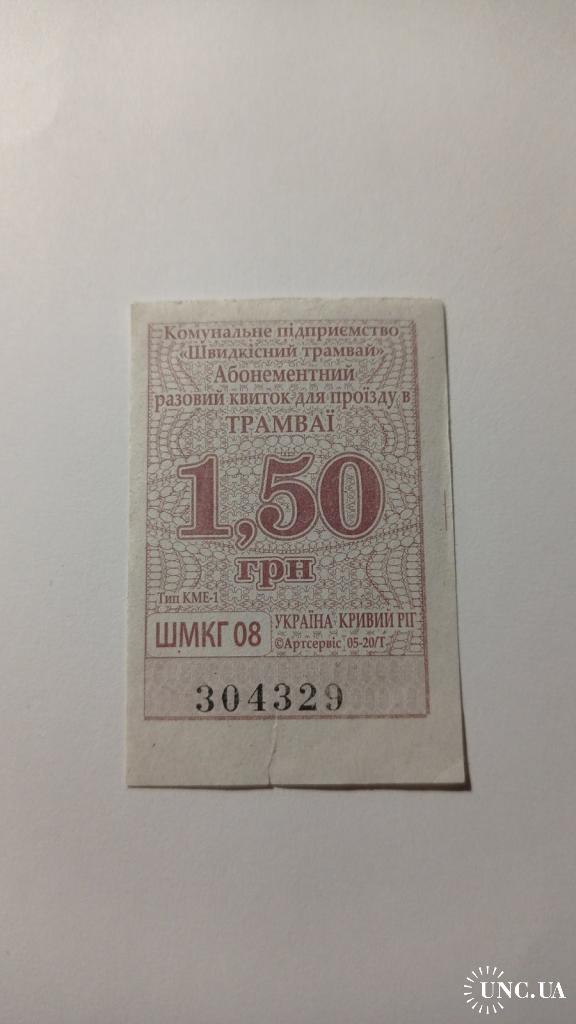 Комунальне підприємство
«Швидкісний трамвай»
Абонементний
разовий квиток для проїзду в
ТРАМВАЇ
1,50
грн
Тип КМЕ-1
ШМКГ 08
УКРАЇНА КРИВИЙ РІГ
©Артсервіс 05-20/Т
304329
UNC.UA